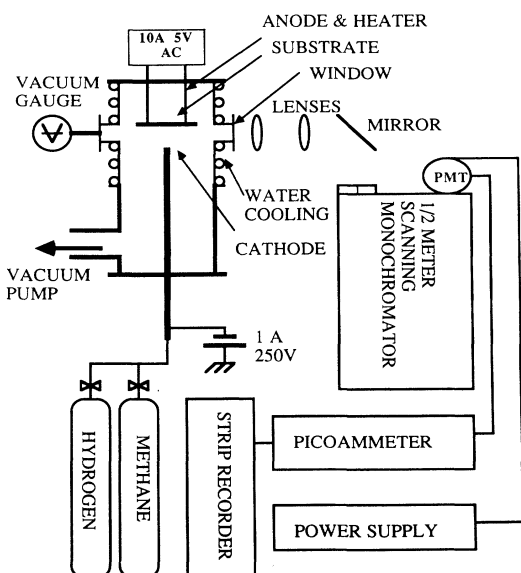 10A 5V
AC
ANODE & HEATER
SUBSTRATE
WINDOW
VACUUM
GAUGE
LENSES
MIRROR
PMT
WATER
COOLING
CATHODE
1/2 METER
SCANNING
MONOCHROMATOR
VACUUM
PUMP
1 A
250V
HYDROGEN
METHANE
STRIP RECORDER
PICOAMMETER
POWER SUPPLY